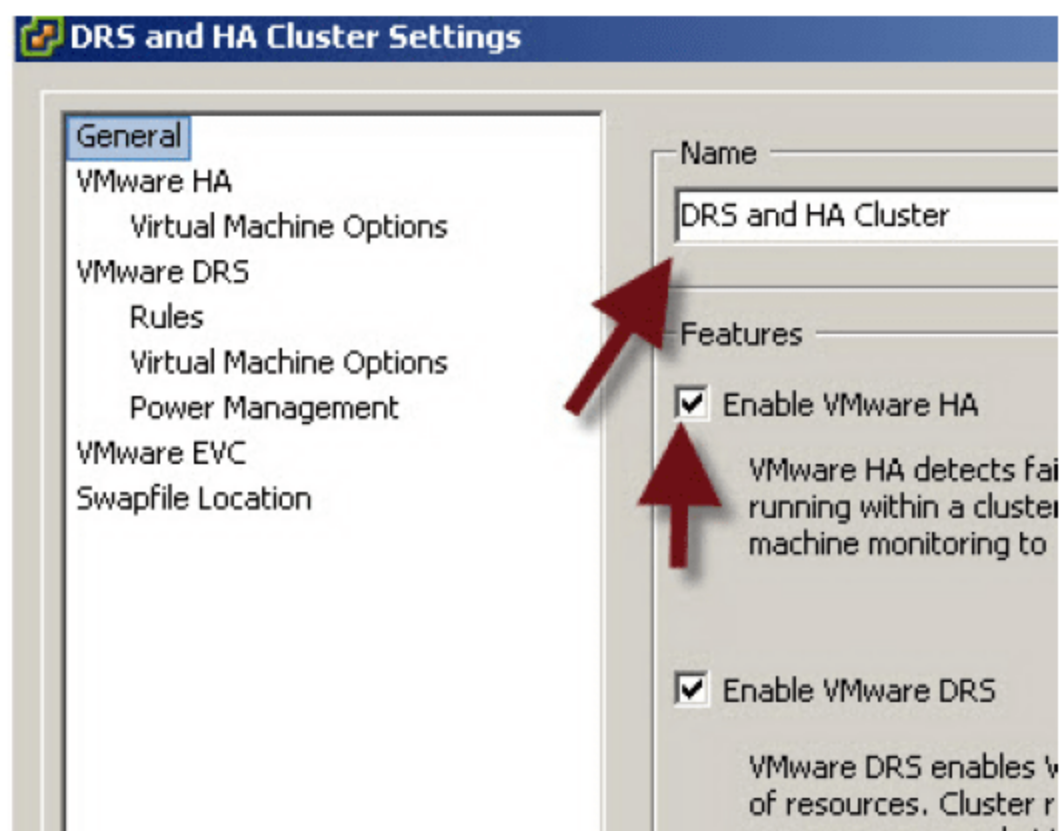 DRS and HA Cluster Settings
General
VMware HA
Virtual Machine Options
VMware DRS
Rules
Virtual Machine Options
Power Management
VMware EVC
Swapfile Location
Name
DRS and HA Cluster
Features
Enable VMware HA
VMware HA detects fai
running within a cluster
machine monitoring to
Enable VMware DRS
VMware DRS enables
of resources. Cluster r